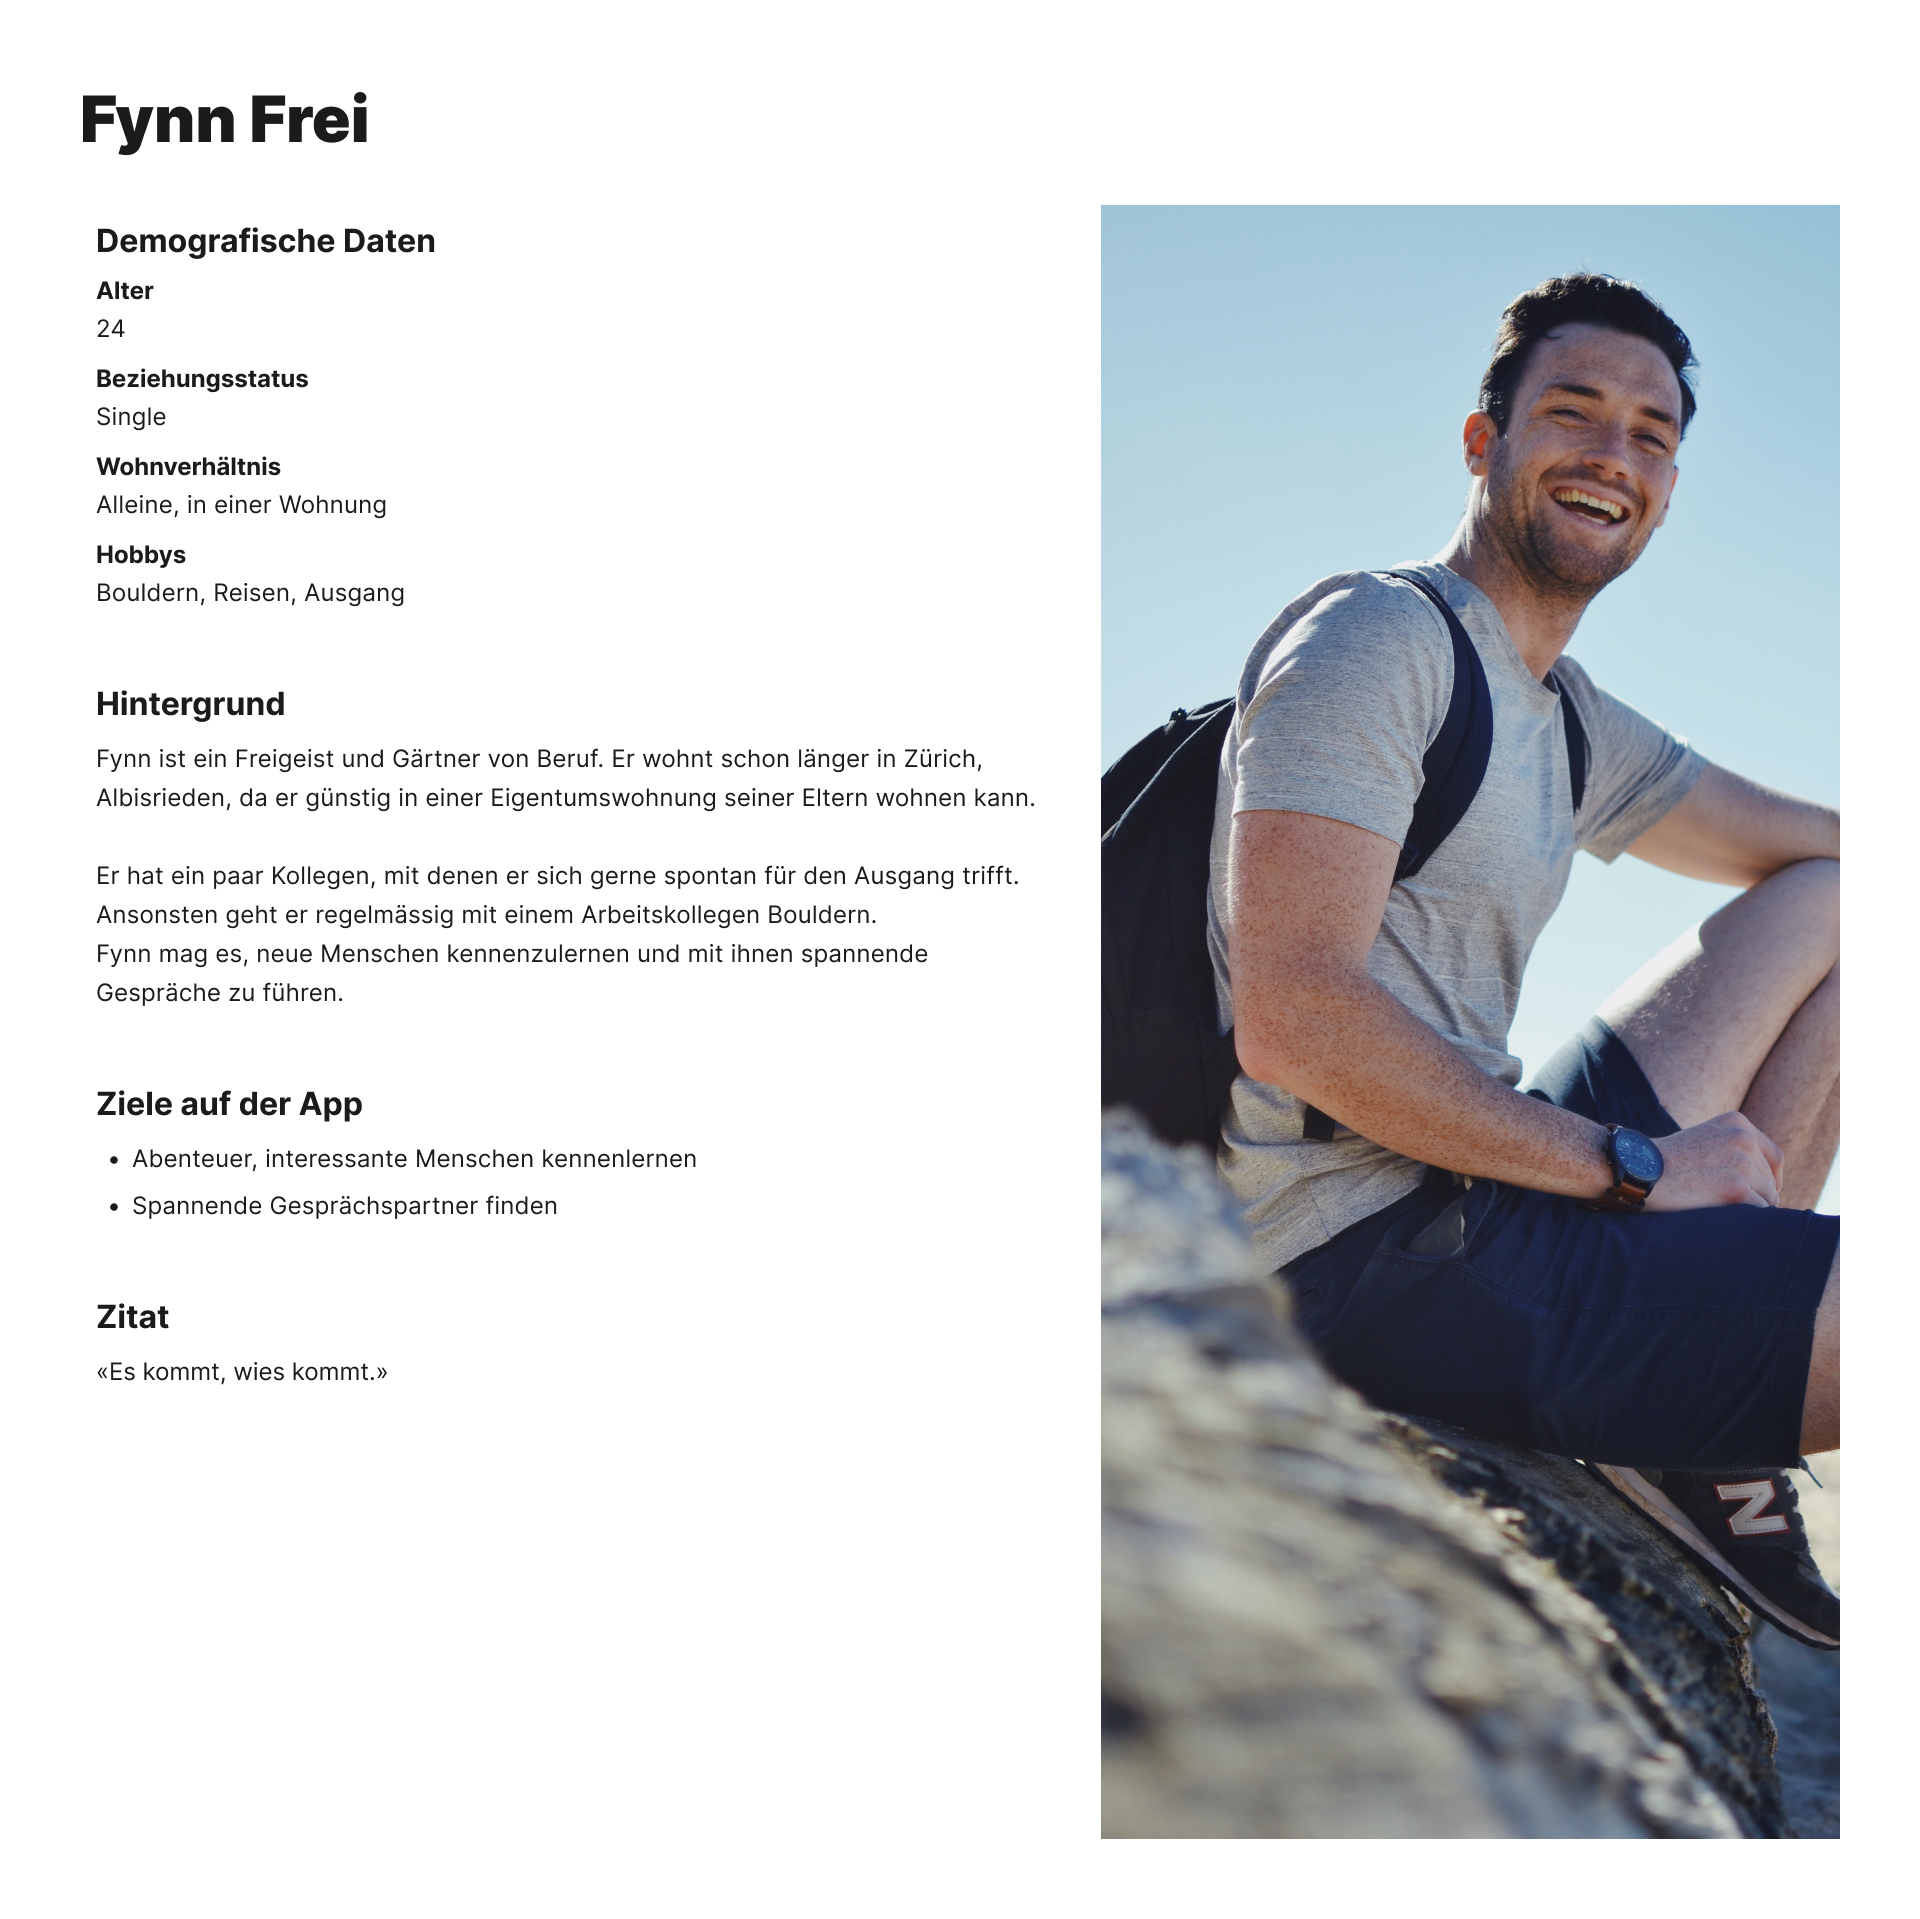 Fynn Frei
Demografische Daten
Alter
24
Beziehungsstatus
Single
Wohnverhältnis
Alleine, in einer Wohnung
Hobbys
Bouldern, Reisen, Ausgang
Hintergrund
Fynn ist ein Freigeist und Gärtner von Beruf. Er wohnt schon länger in Zürich,
Albisrieden, da er günstig in einer Eigentumswohnung seiner Eltern wohnen kann.
Er hat ein paar Kollegen, mit denen er sich gerne spontan für den Ausgang trifft.
Ansonsten geht er regelmässig mit einem Arbeitskollegen Bouldern.
Fynn mag es, neue Menschen kennenzulernen und mit ihnen spannende
Gespräche zu führen.
Ziele auf der App
• Abenteuer, interessante Menschen kennenlernen
• Spannende Gesprächspartner finden
Zitat
«Es kommt, wies kommt.»
N